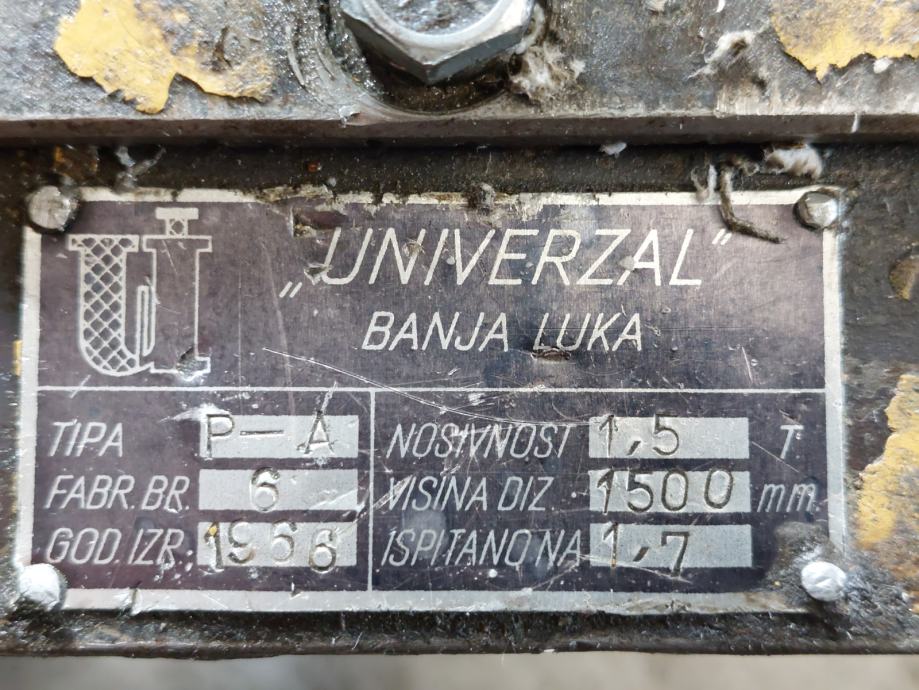 „UNIVERZAL”
BANJA LUKA
TIPA P-A
FABR. BR. 6
GOD. IZR: 1966
NOSIVNOST 1,5 T
VISINA DIZ. 1500 mm.
ISPITANO NA 1,7